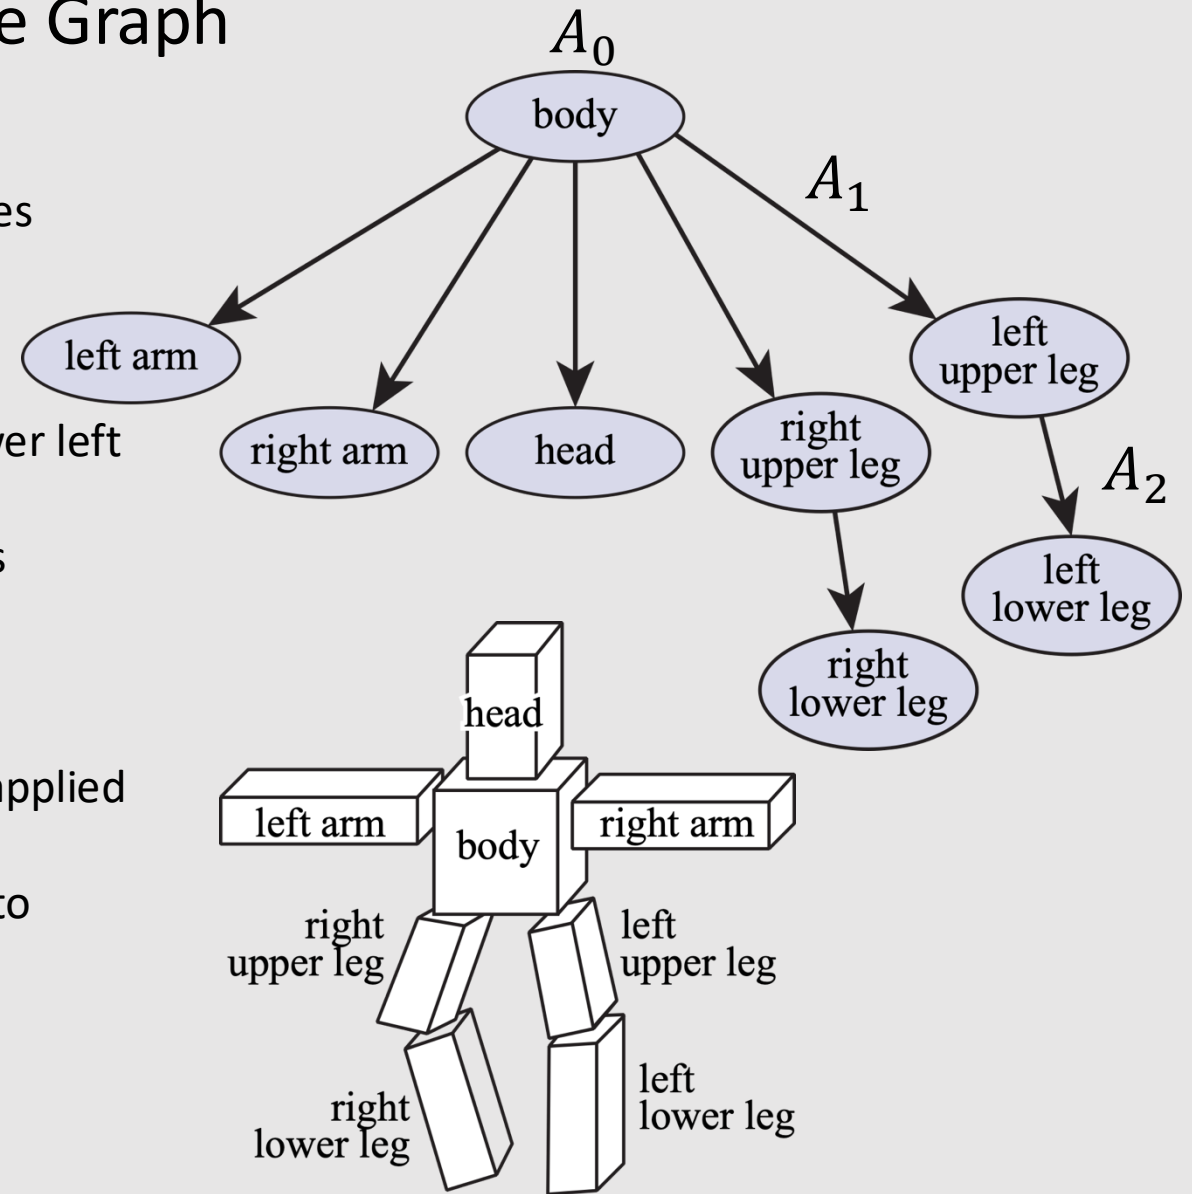 e Graph
A0
body
A1
es
left
upper leg
left arm
right
upper leg
ver left
right arm
head
A2
s
left
lower leg
right
lower leg
head
applied
left arm
right arm
body
to
right
upper leg
left
upper leg
left
lower leg
right
lower leg